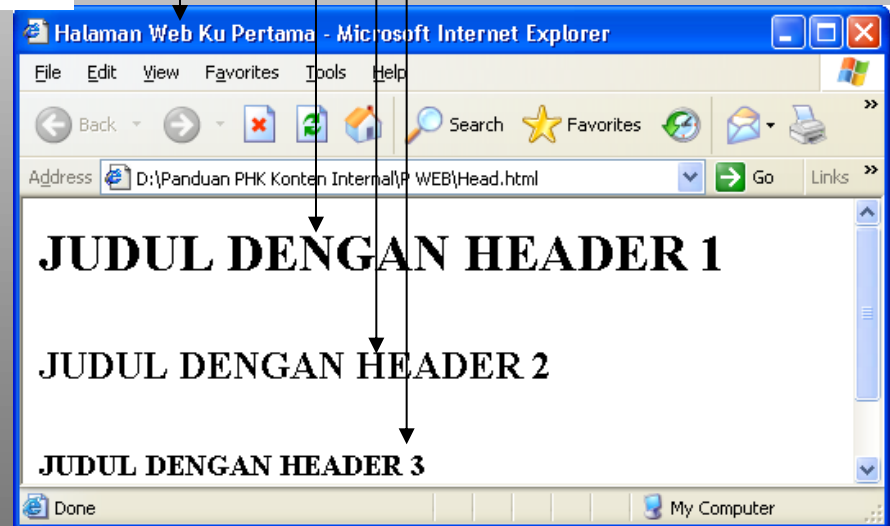 Halaman Web Ku Pertama - Microsoft Internet Explorer
File Edit View Favorites Tools Help
Back Search Favorites
Address D:\Panduan PHK Konten Internal\P WEB\Head.html Go Links
JUDUL DENGAN HEADER 1
JUDUL DENGAN HEADER 2
JUDUL DENGAN HEADER 3
Done My Computer